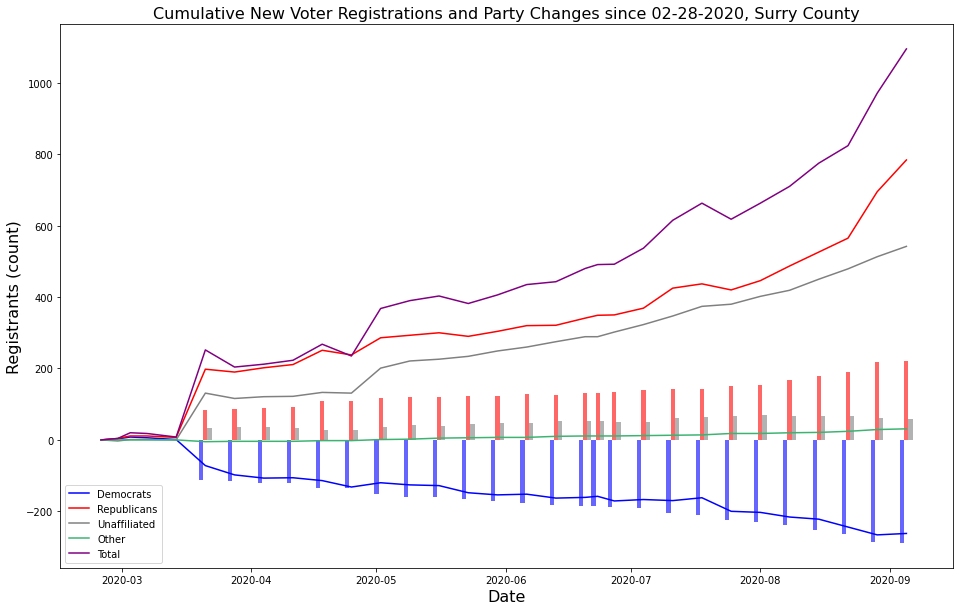 Cumulative New Voter Registrations and Party Changes since 02-28-2020, Surry County
Registrants (count)
1000
800
600
400
200
0
−200
Democrats
Republicans
Unaffiliated
Other
Total
2020-03
2020-04
2020-05
2020-06
2020-07
2020-08
2020-09
Date